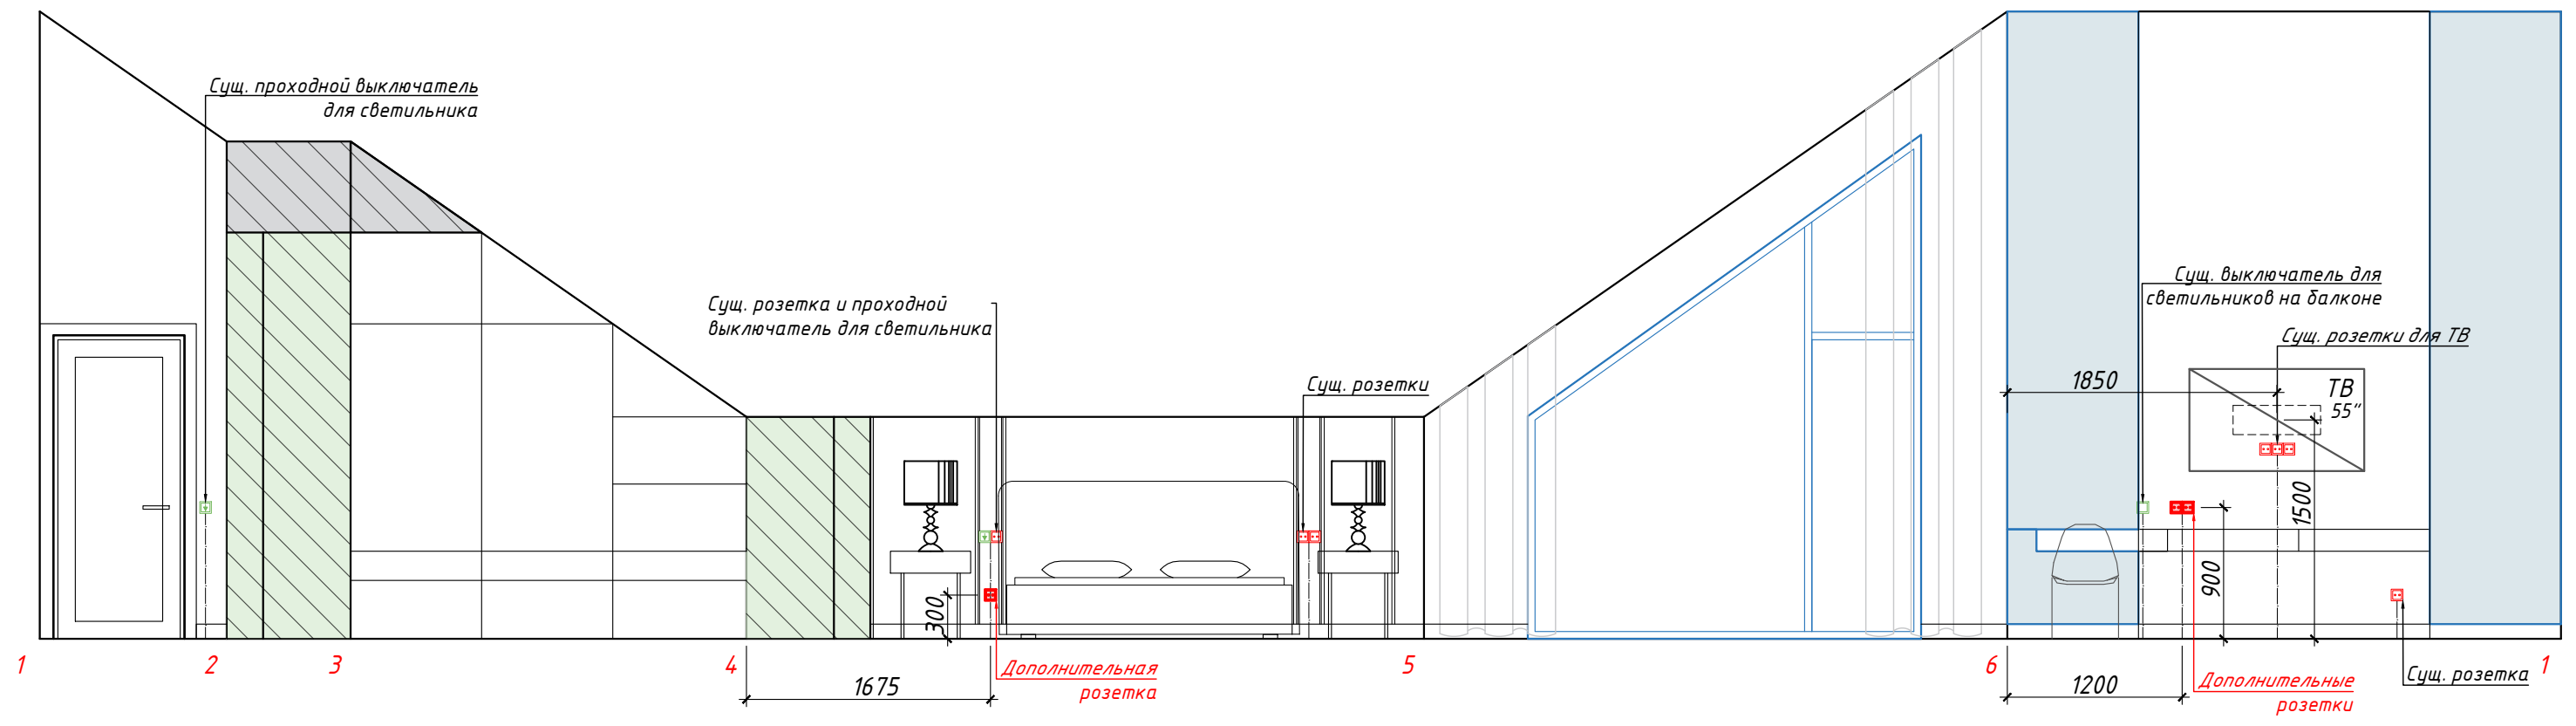 Сущ. проходной выключатель
для светильника
Сущ. розетка и проходной
выключатель для светильника
Сущ. розетки
Сущ. выключатель для
светильников на балконе
Сущ. розетки для ТВ
1850
ТВ
55"
1500
900
300
1
2
3
4
5
6
1
Дополнительная
розетка
1675
1200
Дополнительные
розетки
Сущ. розетка